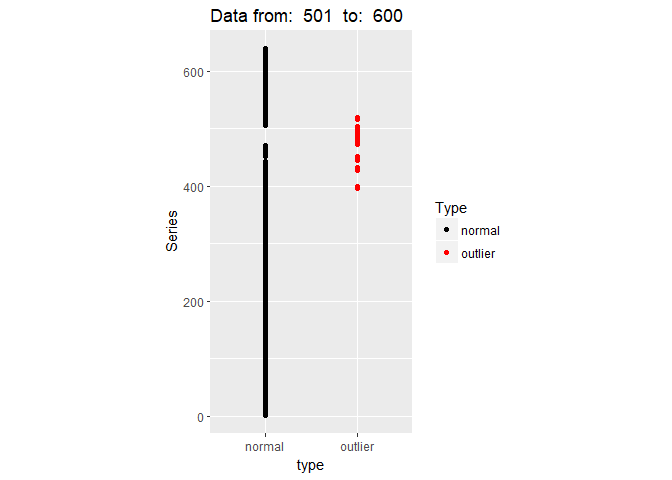 Data from:  501  to:  600
Series
600
400
200
0
normal
outlier
type
Type
normal
outlier